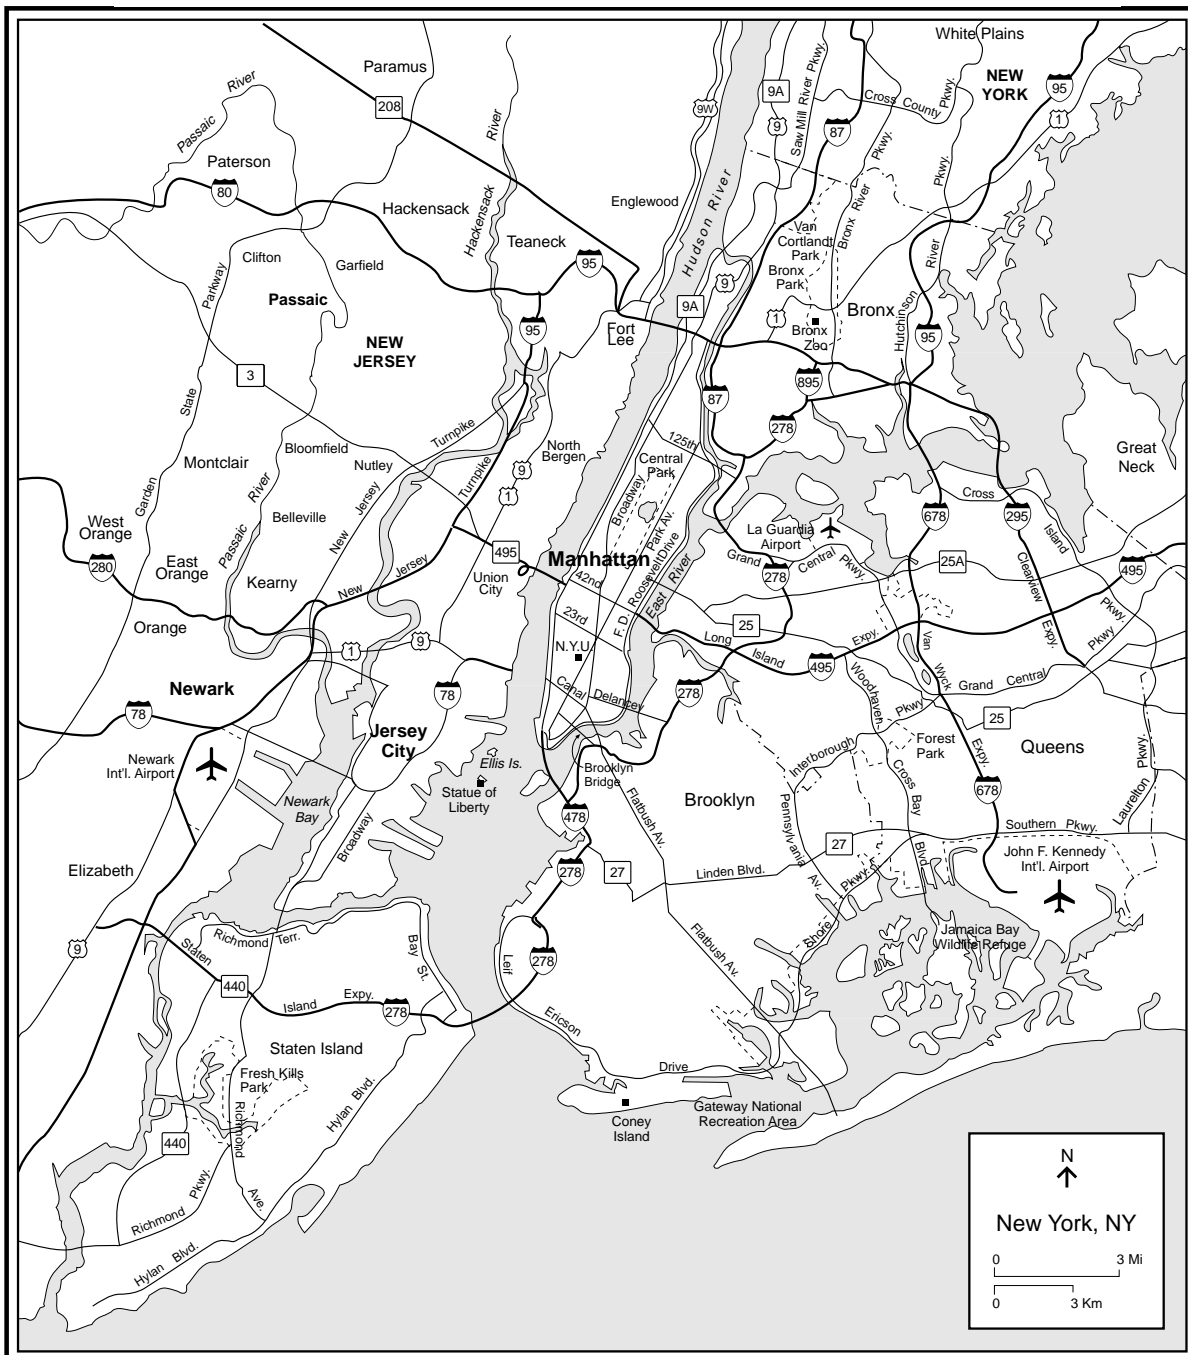 White Plains
NEW
YORK
Paramus
208
9W
9A
9
Saw Mill River Pkwy.
87
Cross County
Pkwy.
95
1
Passaic
River
Paterson
80
Hackensack
River
Hackensack
Teaneck
95
Englewood
Hudson River
Pkwy.
Pkwy.
Bronx River
Van
Cortlandt
Park
Bronx
Park
Bronx
Bronx
Zoo
1
9
9A
River
Hutchinson
95
Clifton
Garfield
Parkway
Passaic
NEW
JERSEY
95
Fort
Lee
3
895
87
278
State
Garden
Turnpike
Bloomfield
Montclair
Nutley
Turnpike
North
Bergen
9
1
125th
Central
Park
Broadway
Great
Neck
River
Passaic
Belleville
New Jersey
West
Orange
280
East
Orange
Kearny
Orange
New Jersey
495
Union
City
Manhattan
42nd
23rd
Park Av.
F.D. Roosevelt Drive
East River
La Guardia
Airport
Grand
Central
Pkwy.
278
678
Cross
Island
Pkwy.
295
Clearview
Expy.
25A
495
25
Long
Island
Expy.
495
Van
Wyck
Expy.
Grand Central
Pkwy
1
9
N.Y.U.
Canal
Delancey
278
Newark
78
78
Jersey
City
Newark
Int'l. Airport
Ellis Is.
Statue of
Liberty
Brooklyn
Bridge
Woodhaven
Interborough
Pkwy
Forest
Park
25
Queens
Pkwy.
Laurelton
Newark
Bay
Broadway
478
Flatbush Av.
Brooklyn
Pennsylvania
Av.
Cross Bay
Blvd.
678
Southern Pkwy.
Elizabeth
278
27
Linden Blvd.
27
John F. Kennedy
Int'l. Airport
Shore
Pkwy.
Jamaica Bay
Wildlife Refuge
9
Staten
Richmond Terr.
Bay St.
Leif
278
Flatbush Av.
440
Island
Expy.
278
Ericson
Drive
Staten Island
Fresh Kills
Park
Richmond
Ave.
Hylan Blvd.
Coney
Island
Gateway National
Recreation Area
440
Richmond
Pkwy.
Hylan Blvd.
N
New York, NY
0
3 Mi
0
3 Km